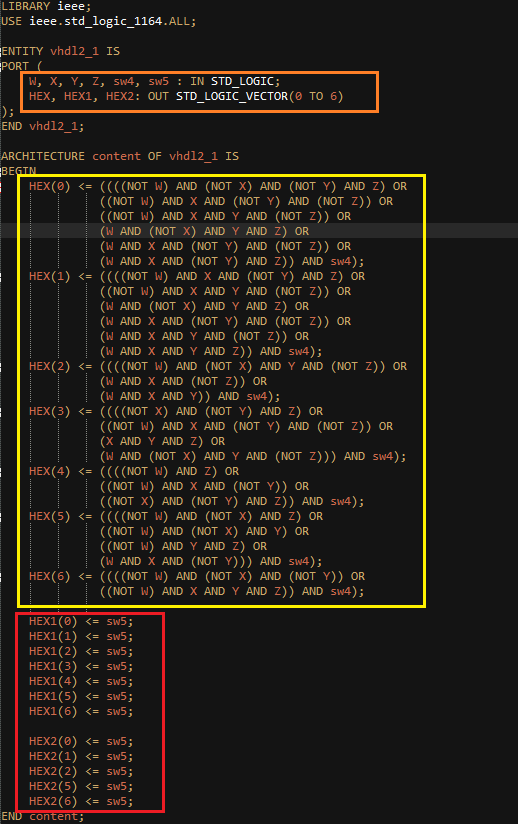 LIBRARY ieee;
USE ieee.std_logic_1164.ALL;
ENTITY vhdl2_1 IS
PORT (
W, X, Y, Z, sw4, sw5 : IN STD_LOGIC;
HEX, HEX1, HEX2: OUT STD_LOGIC_VECTOR(0 TO 6)
);
END vhdl2_1;
ARCHITECTURE content OF vhdl2_1 IS
BEGIN
HEX(0) <= ((((NOT W) AND (NOT X) AND (NOT Y) AND Z) OR
((NOT W) AND X AND (NOT Y) AND (NOT Z)) OR
((NOT W) AND X AND Y AND (NOT Z)) OR
(W AND (NOT X) AND Y AND Z) OR
(W AND X AND (NOT Y) AND (NOT Z)) OR
(W AND X AND (NOT Y) AND Z)) AND sw4);
HEX(1) <= ((((NOT W) AND X AND (NOT Y) AND Z) OR
((NOT W) AND X AND Y AND (NOT Z)) OR
(W AND (NOT X) AND Y AND Z) OR
(W AND X AND (NOT Y) AND (NOT Z)) OR
(W AND X AND Y AND (NOT Z)) OR
(W AND X AND Y AND Z)) AND sw4);
HEX(2) <= ((((NOT W) AND (NOT X) AND Y AND (NOT Z)) OR
(W AND X AND (NOT Z)) OR
(W AND X AND Y)) AND sw4);
HEX(3) <= ((((NOT X) AND (NOT Y) AND Z) OR
((NOT W) AND X AND (NOT Y) AND (NOT Z)) OR
(X AND Y AND Z) OR
(W AND (NOT X) AND Y AND (NOT Z))) AND sw4);
HEX(4) <= ((((NOT W) AND Z) OR
((NOT W) AND X AND (NOT Y)) OR
((NOT X) AND (NOT Y) AND Z)) AND sw4);
HEX(5) <= ((((NOT W) AND (NOT X) AND Z) OR
((NOT W) AND (NOT X) AND Y) OR
((NOT W) AND Y AND Z) OR
(W AND X AND (NOT Y))) AND sw4);
HEX(6) <= ((((NOT W) AND (NOT X) AND (NOT Y)) OR
((NOT W) AND X AND Y AND Z)) AND sw4);
HEX1(0) <= sw5;
HEX1(1) <= sw5;
HEX1(2) <= sw5;
HEX1(3) <= sw5;
HEX1(4) <= sw5;
HEX1(5) <= sw5;
HEX1(6) <= sw5;
HEX2(0) <= sw5;
HEX2(1) <= sw5;
HEX2(2) <= sw5;
HEX2(5) <= sw5;
HEX2(6) <= sw5;
END content;